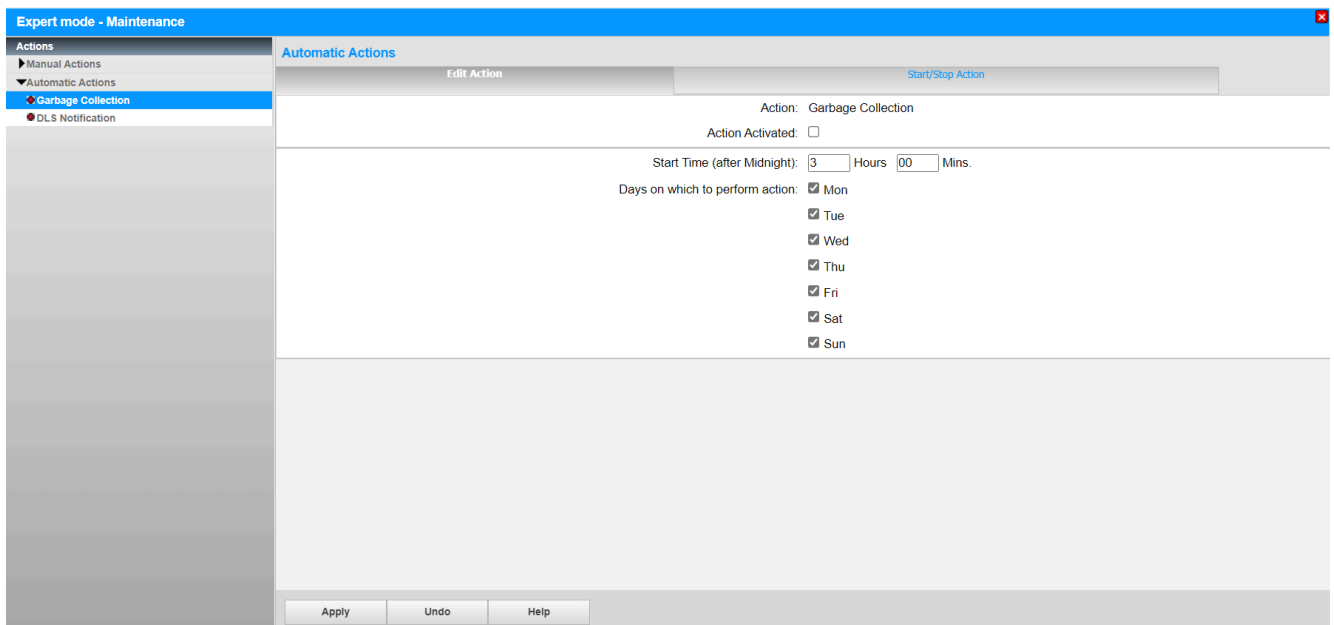 Expert mode - Maintenance
Actions
Manual Actions
Automatic Actions
Garbage Collection
DLS Notification
Automatic Actions
Edit Action
Start/Stop Action
Action: Garbage Collection
Action Activated:
Start Time (after Midnight): 3 Hours 00 Mins.
Days on which to perform action: Mon
Tue
Wed
Thu
Fri
Sat
Sun
Apply Undo Help